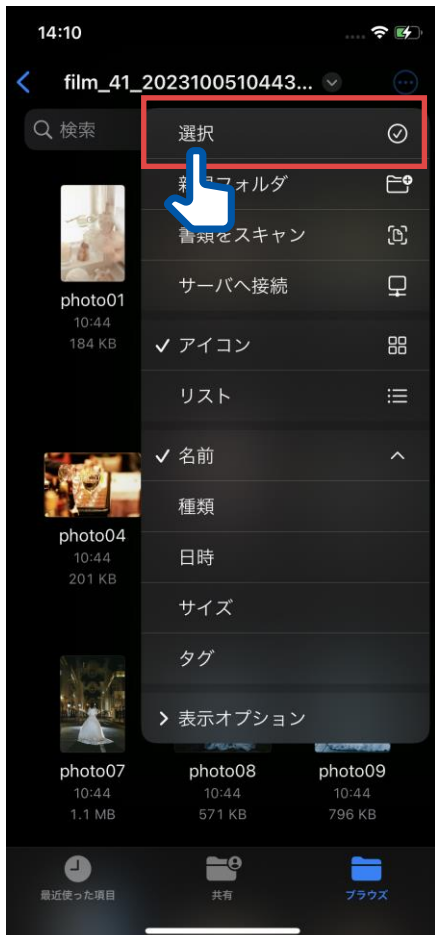 14:10
film_41_2023100510443...
検索
選択
フォルダ
書類をスキャン
サーバへ接続
アイコン
リスト
名前
種類
日時
サイズ
タグ
表示オプション
photo01
10:44
184 KB
photo04
10:44
201 KB
photo07
10:44
1.1 MB
photo08
10:44
571 KB
photo09
10:44
796 KB
最近使った項目
共有
ブラウズ